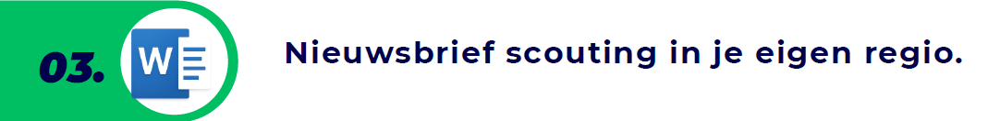 03. W Nieuwsbrief scouting in je eigen regio.